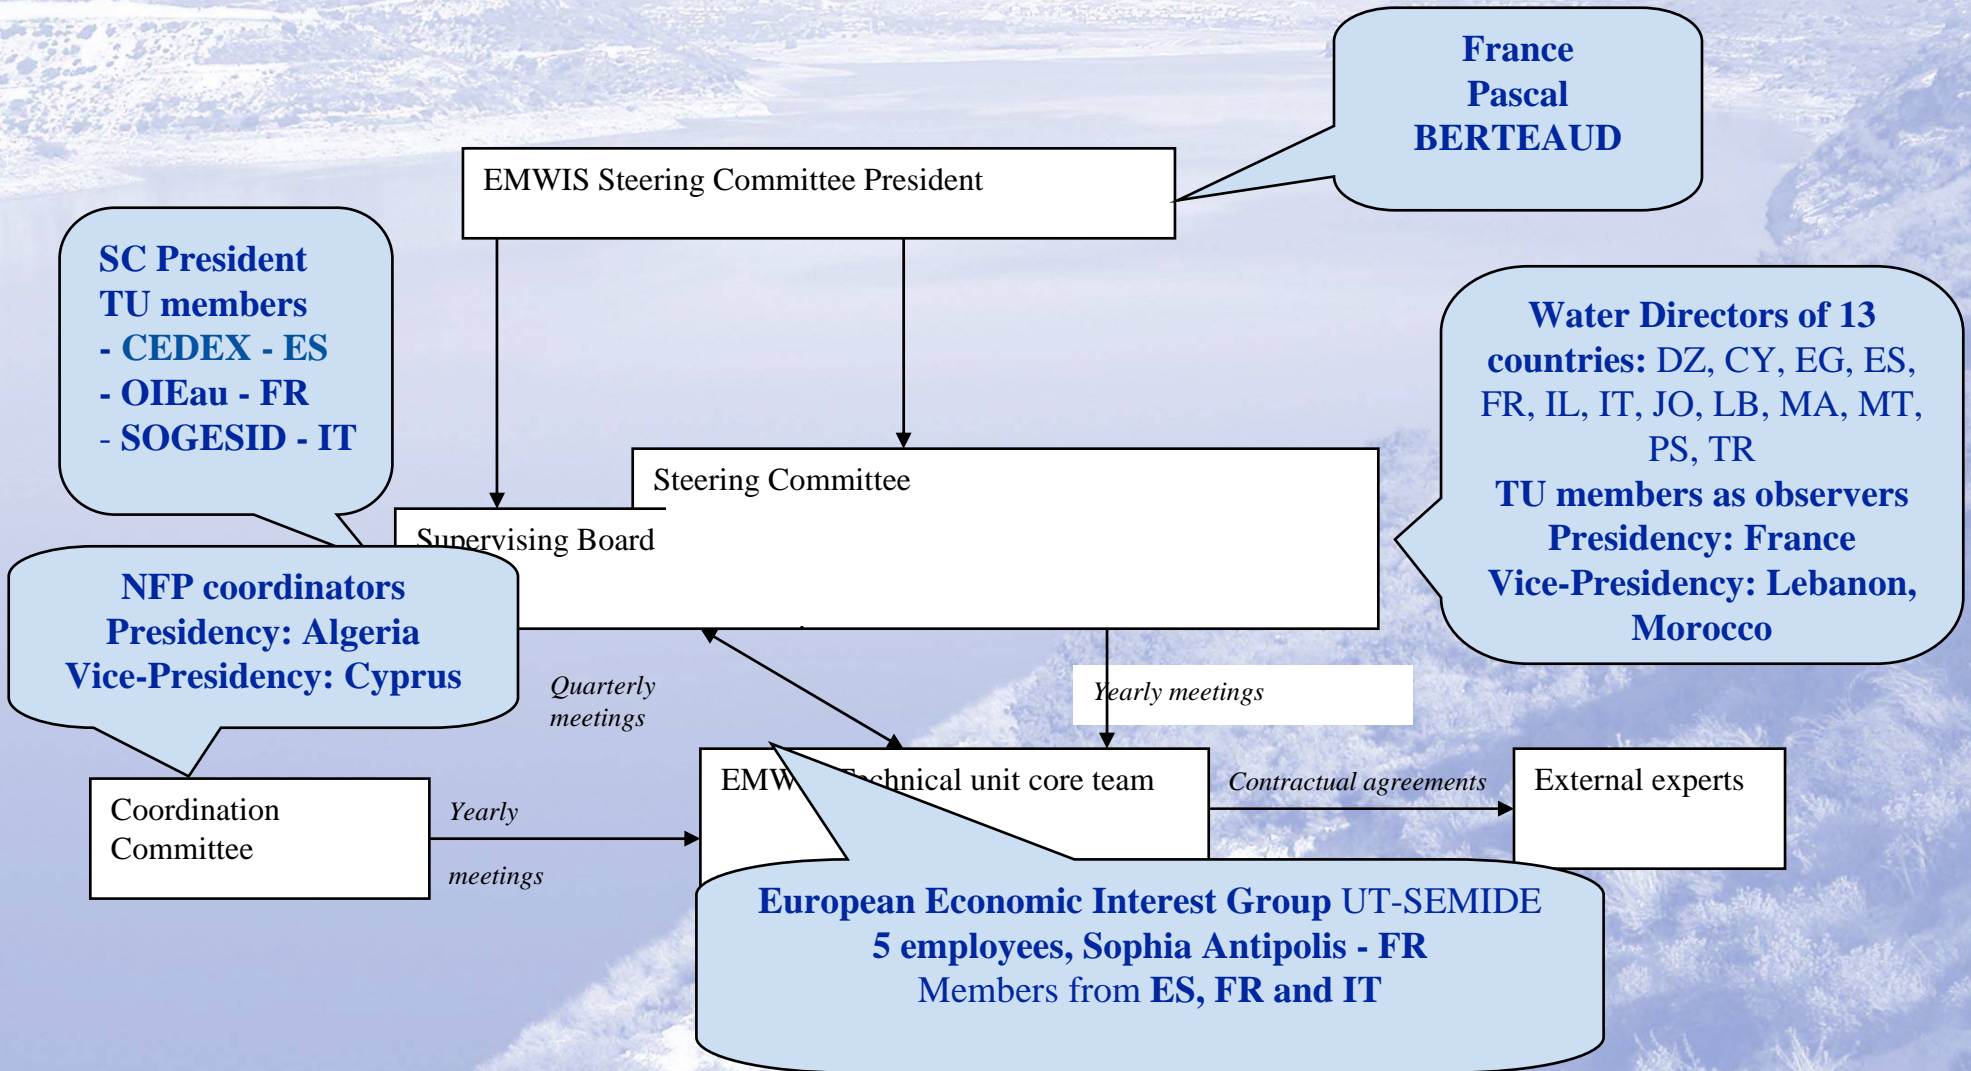 France
Pascal
BERTEAUD
EMWIS Steering Committee President
SC President
TU members
- CEDEX - ES
- OIEau - FR
- SOGESID - IT
Water Directors of 13
countries: DZ, CY, EG, ES,
FR, IL, IT, JO, LB, MA, MT,
PS, TR
TU members as observers
Presidency: France
Vice-Presidency: Lebanon,
Morocco
Steering Committee
Supervising Board
NFP coordinators
Presidency: Algeria
Vice-Presidency: Cyprus
Quarterly
meetings
Yearly meetings
Coordination
Committee
Yearly
meetings
EMW Technical unit core team
Contractual agreements
External experts
European Economic Interest Group UT-SEMIDE
5 employees, Sophia Antipolis - FR
Members from ES, FR and IT